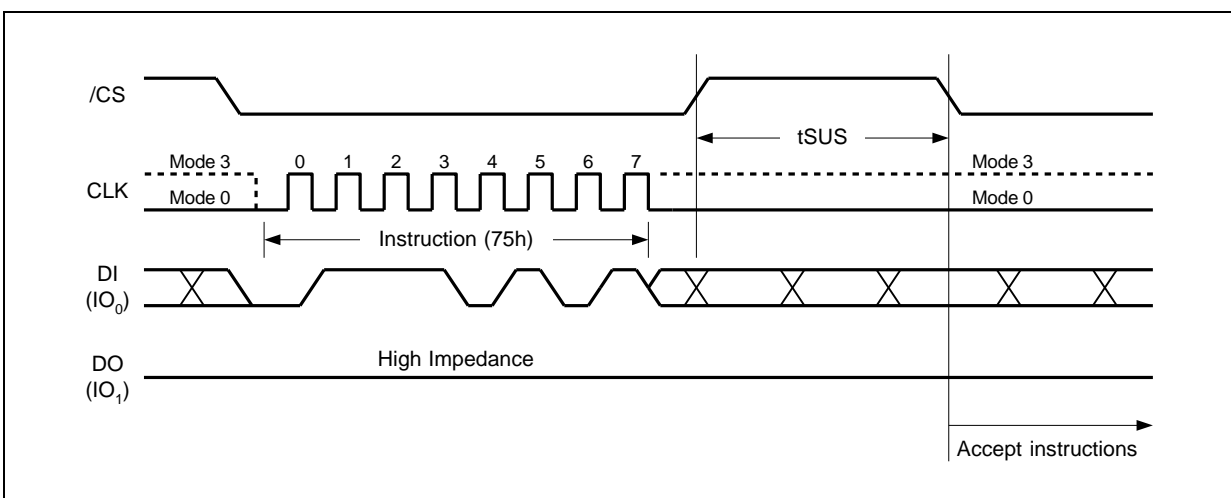 /CS
tSUS
Mode 3
0 1 2 3 4 5 6 7
Mode 3
CLK
Mode 0
Mode 0
Instruction (75h)
DI
(IO0)
High Impedance
DO
(IO1)
Accept instructions